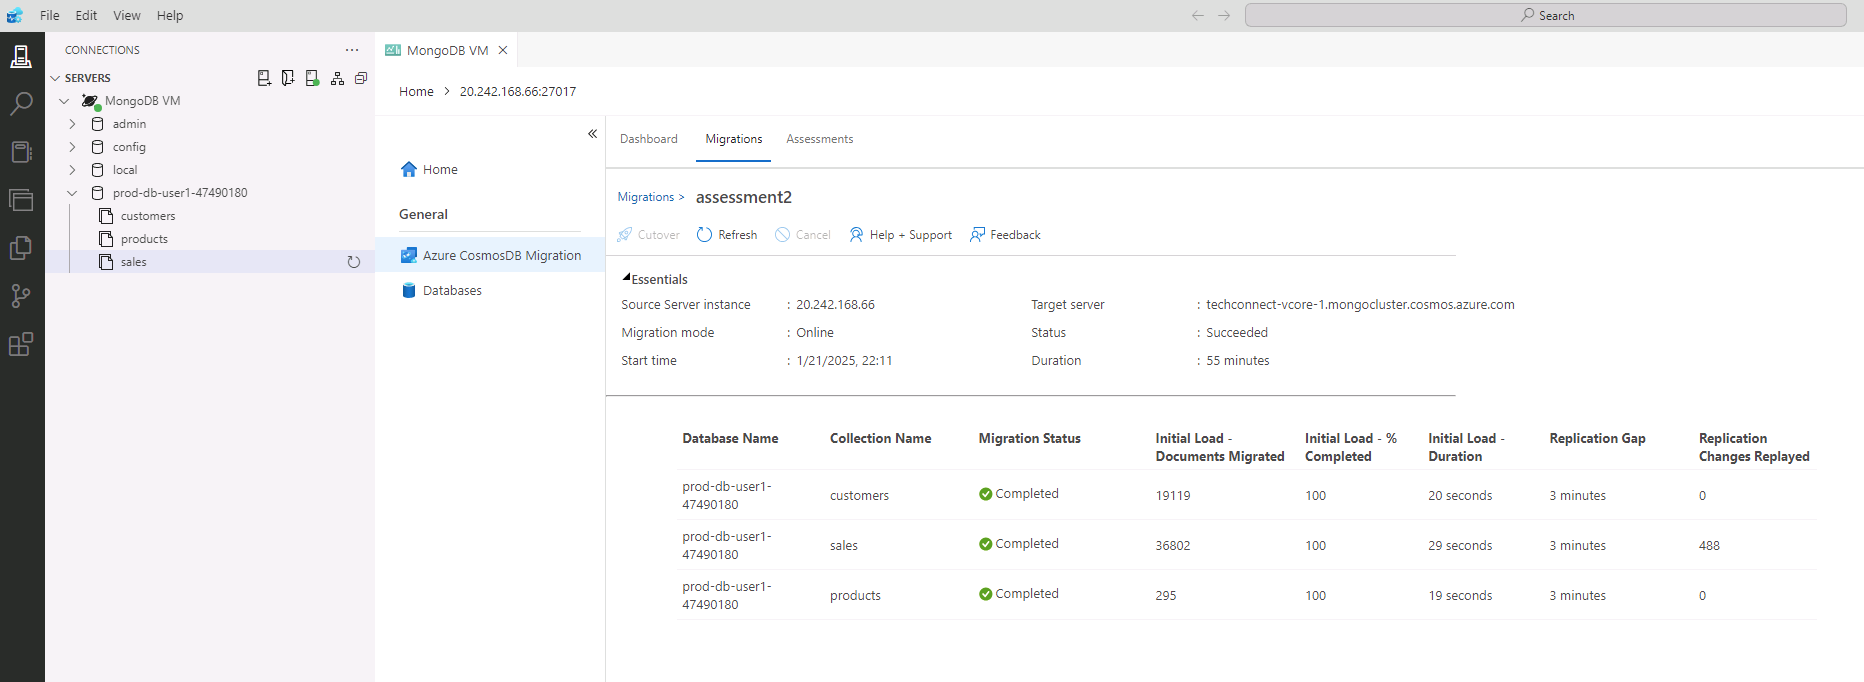 File Edit View Help
Search
CONNECTIONS
SERVERS
MongoDB VM
admin
config
local
prod-db-user1-47490180
customers
products
sales
MongoDB VM
Home > 20.242.168.66:27017
Home
General
Azure CosmosDB Migration
Databases
Dashboard Migrations Assessments
Migrations > assessment2
Cutover Refresh Cancel Help + Support Feedback
Essentials
Source Server instance : 20.242.168.66 Target server : techconnect-vcore-1.mongocluster.cosmos.azure.com
Migration mode : Online Status : Succeeded
Start time : 1/21/2025, 22:11 Duration : 55 minutes
Database Name Collection Name Migration Status Initial Load - Documents Migrated Initial Load - % Completed Initial Load - Duration Replication Gap Replication Changes Replayed
prod-db-user1-47490180 customers Completed 19119 100 20 seconds 3 minutes 0
prod-db-user1-47490180 sales Completed 36802 100 29 seconds 3 minutes 488
prod-db-user1-47490180 products Completed 295 100 19 seconds 3 minutes 0